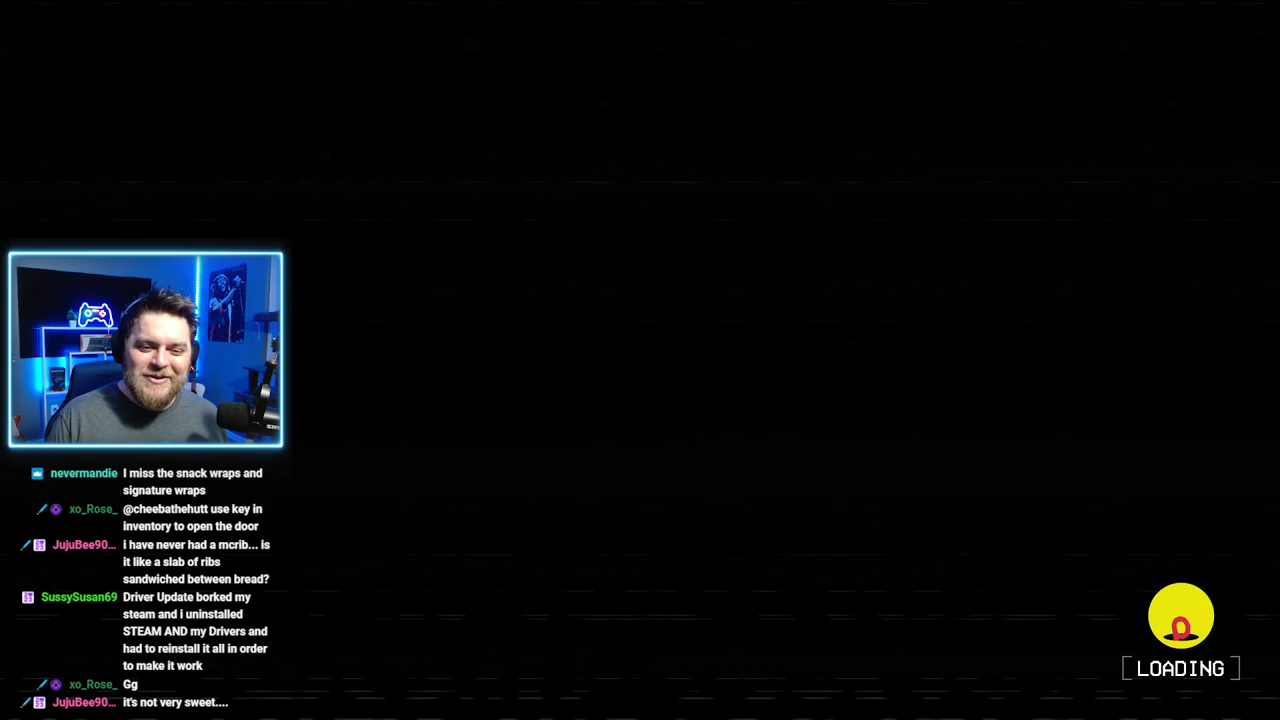 nevermandie I miss the snack wraps and
signature wraps
xo_Rose_ @cheebathehutt use key in
inventory to open the door
JujuBee90... i have never had a mcrib... is
it like a slab of ribs
sandwiched between bread?
SussySusan69 Driver Update borked my
steam and i uninstalled
STEAM AND my Drivers and
had to reinstall it all in order
to make it work
xo_Rose_ Gg
JujuBee90... it's not very sweet....
[LOADING]